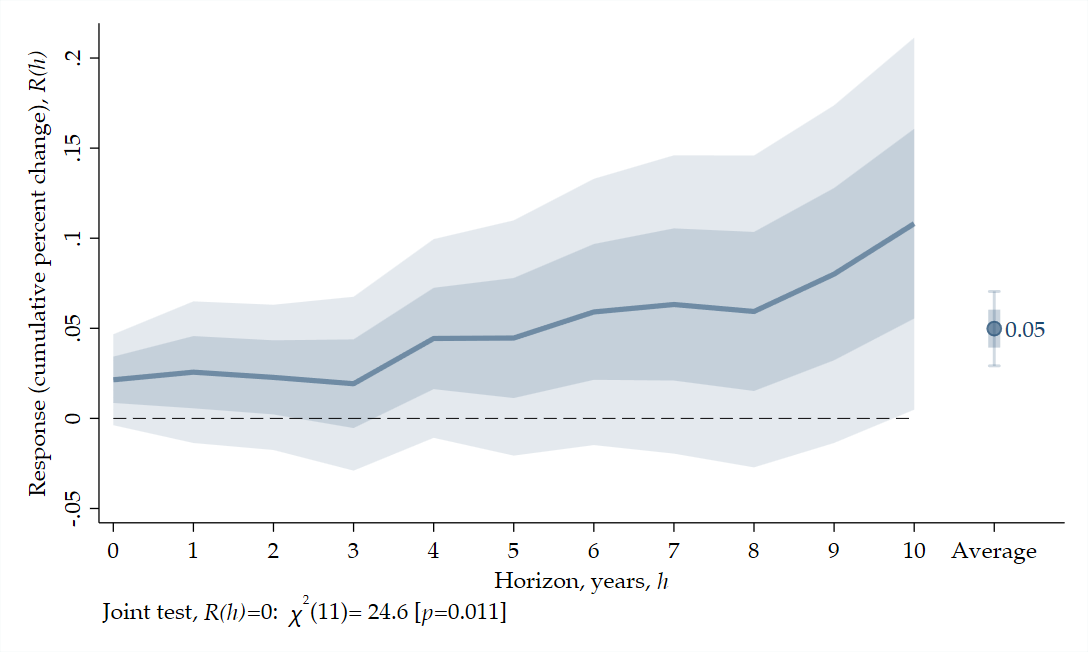 Response (cumulative percent change), R(h)
.2
.15
.1
.05
0
-.05
0.05
0 1 2 3 4 5 6 7 8 9 10 Average
Horizon, years, h
Joint test, R(h)=0: χ²(11)= 24.6 [p=0.011]